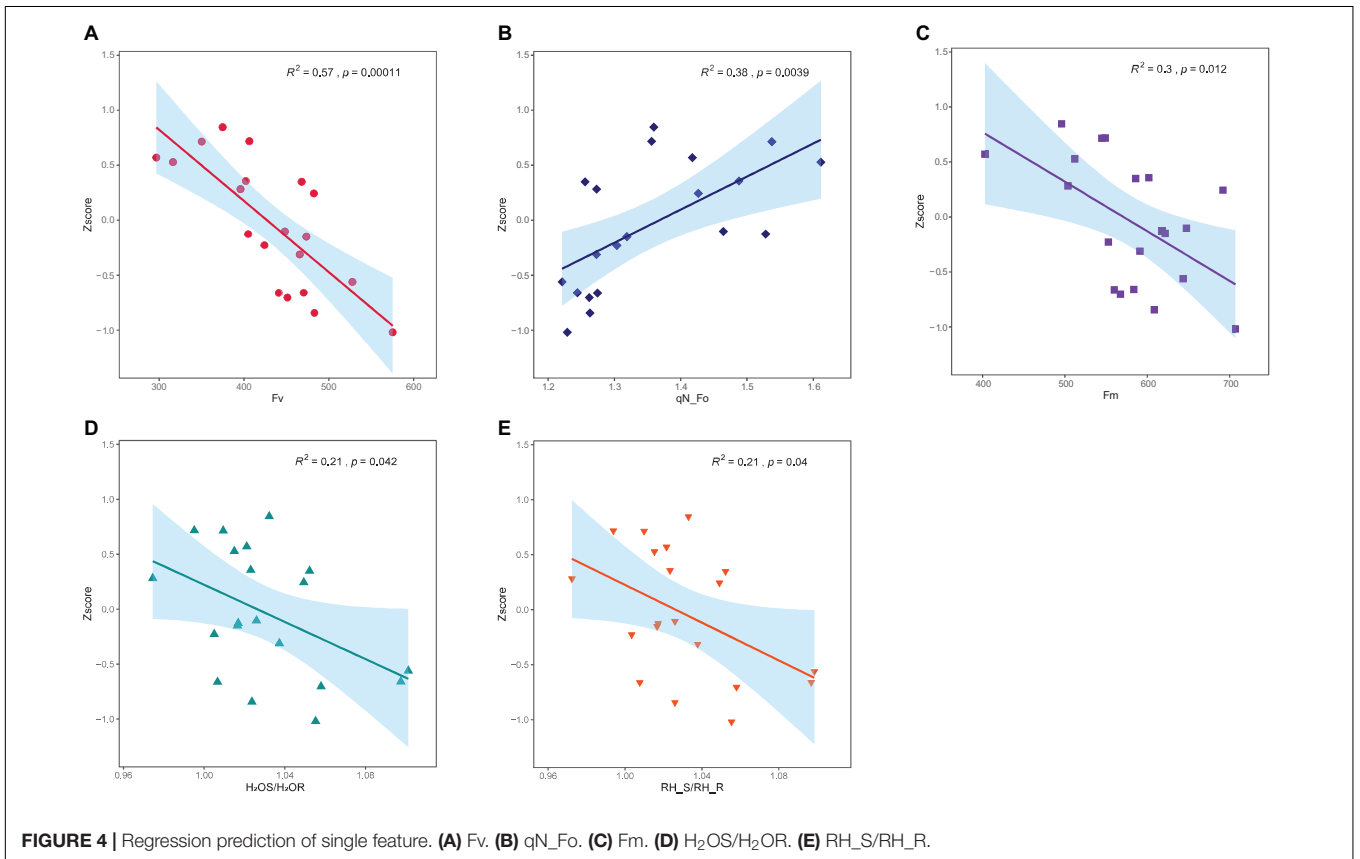 A
R² = 0.57 , p = 0.00011
1.5
1.0
0.5
0.0
−0.5
−1.0
Zscore
300 400 500 600
Fv
B
R² = 0.38 , p = 0.0039
1.5
1.0
0.5
0.0
−0.5
−1.0
Zscore
1.2 1.3 1.4 1.5 1.6
qN_Fo
C
R² = 0.3 , p = 0.012
1.5
1.0
0.5
0.0
−0.5
−1.0
Zscore
400 500 600 700
Fm
D
R² = 0.21 , p = 0.042
1.5
1.0
0.5
0.0
−0.5
−1.0
Zscore
0.96 1.00 1.04 1.08
H₂OS/H₂OR
E
R² = 0.21 , p = 0.04
1.5
1.0
0.5
0.0
−0.5
−1.0
Zscore
0.96 1.00 1.04 1.08
RH_S/RH_R
FIGURE 4 | Regression prediction of single feature. (A) Fv. (B) qN_Fo. (C) Fm. (D) H₂OS/H₂OR. (E) RH_S/RH_R.